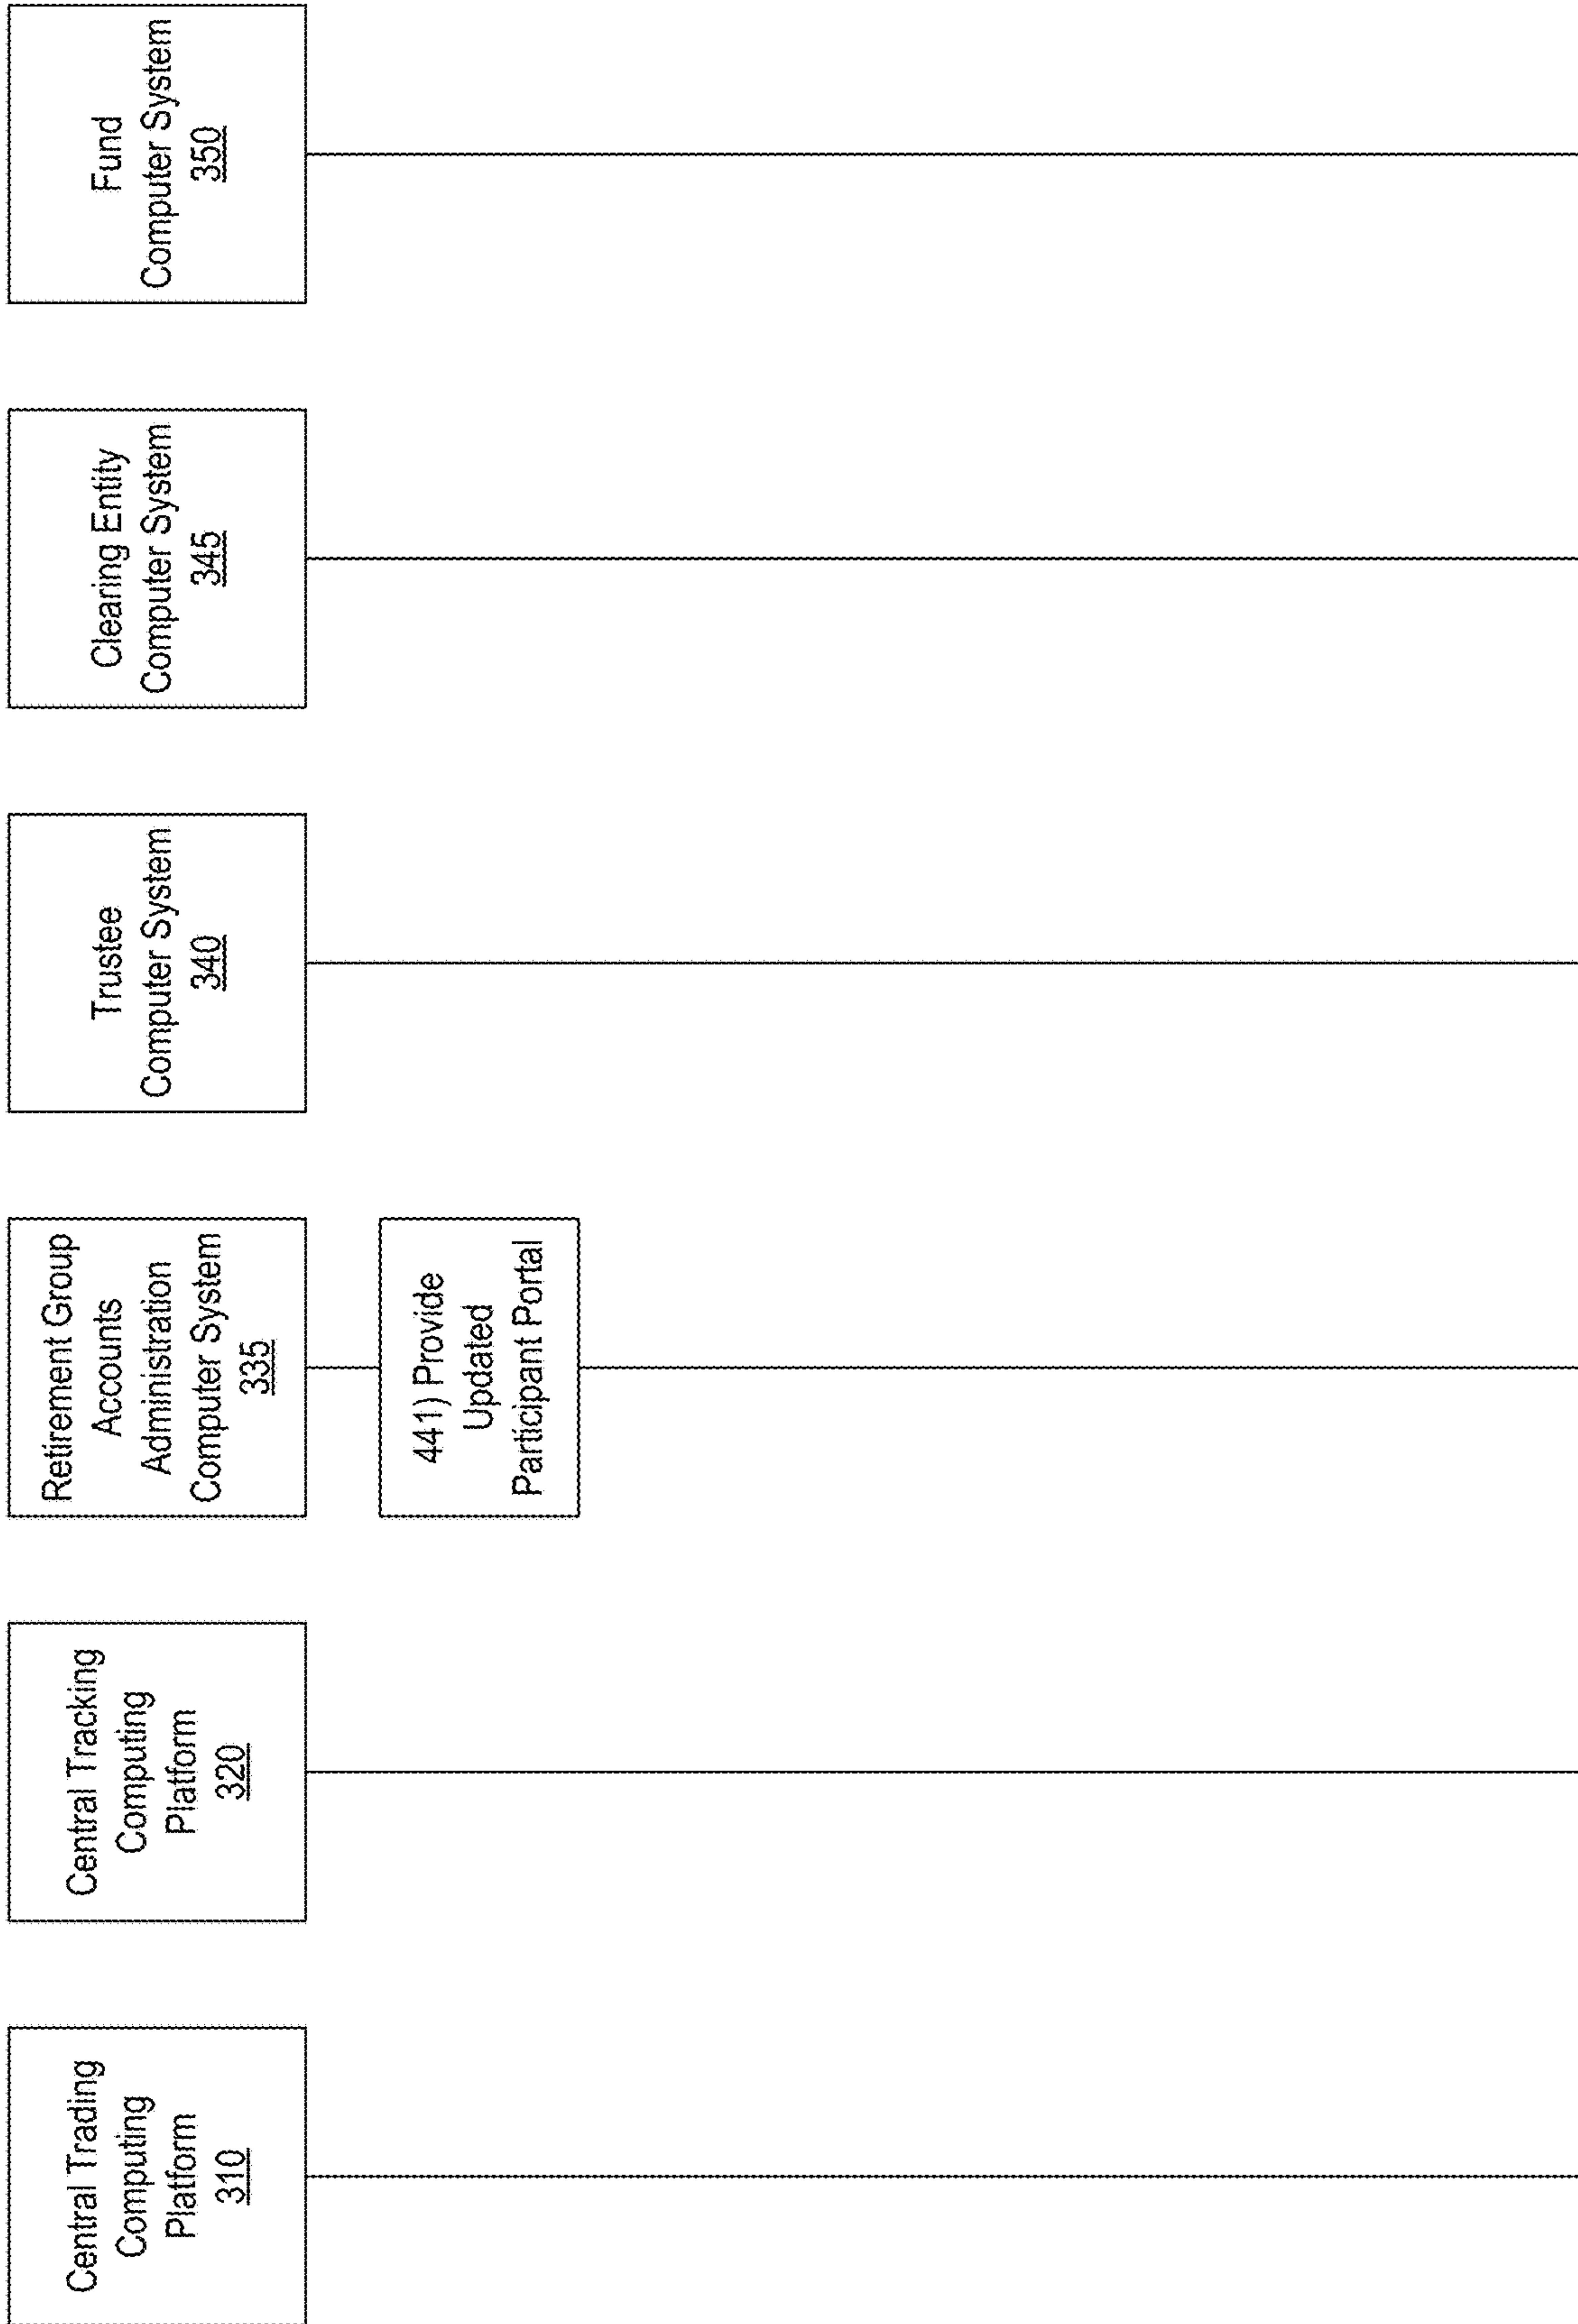 Central Trading
Computing
Platform
310
Central Tracking
Computing
Platform
320
Retirement Group
Accounts
Administration
Computer System
335
Trustee
Computer System
340
Clearing Entity
Computer System
345
Fund
Computer System
350
441) Provide
Updated
Participant Portal